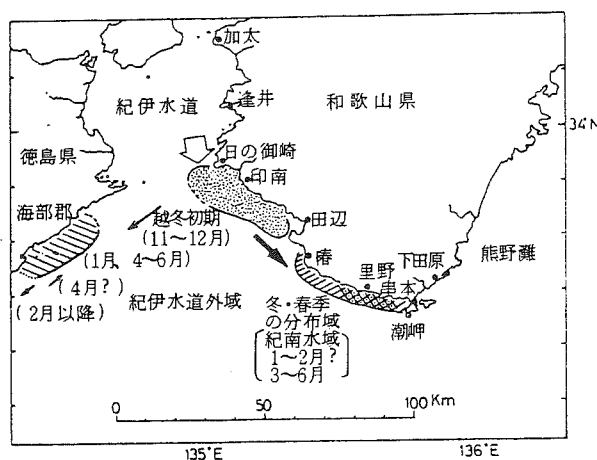 加太
紀伊水道
逢井
和歌山県
34°N
徳島県
日の御崎
印南
海部郡
越冬初期
(11〜12月)
田辺
(1月、4〜6月)
(4月?)
(2月以降)
椿
里野
串本
下田原
熊野灘
紀伊水道外域
冬・春季
の分布域
紀南水域
1〜2月?
3〜6月
潮岬
0 50 100 Km
135°E 136°E